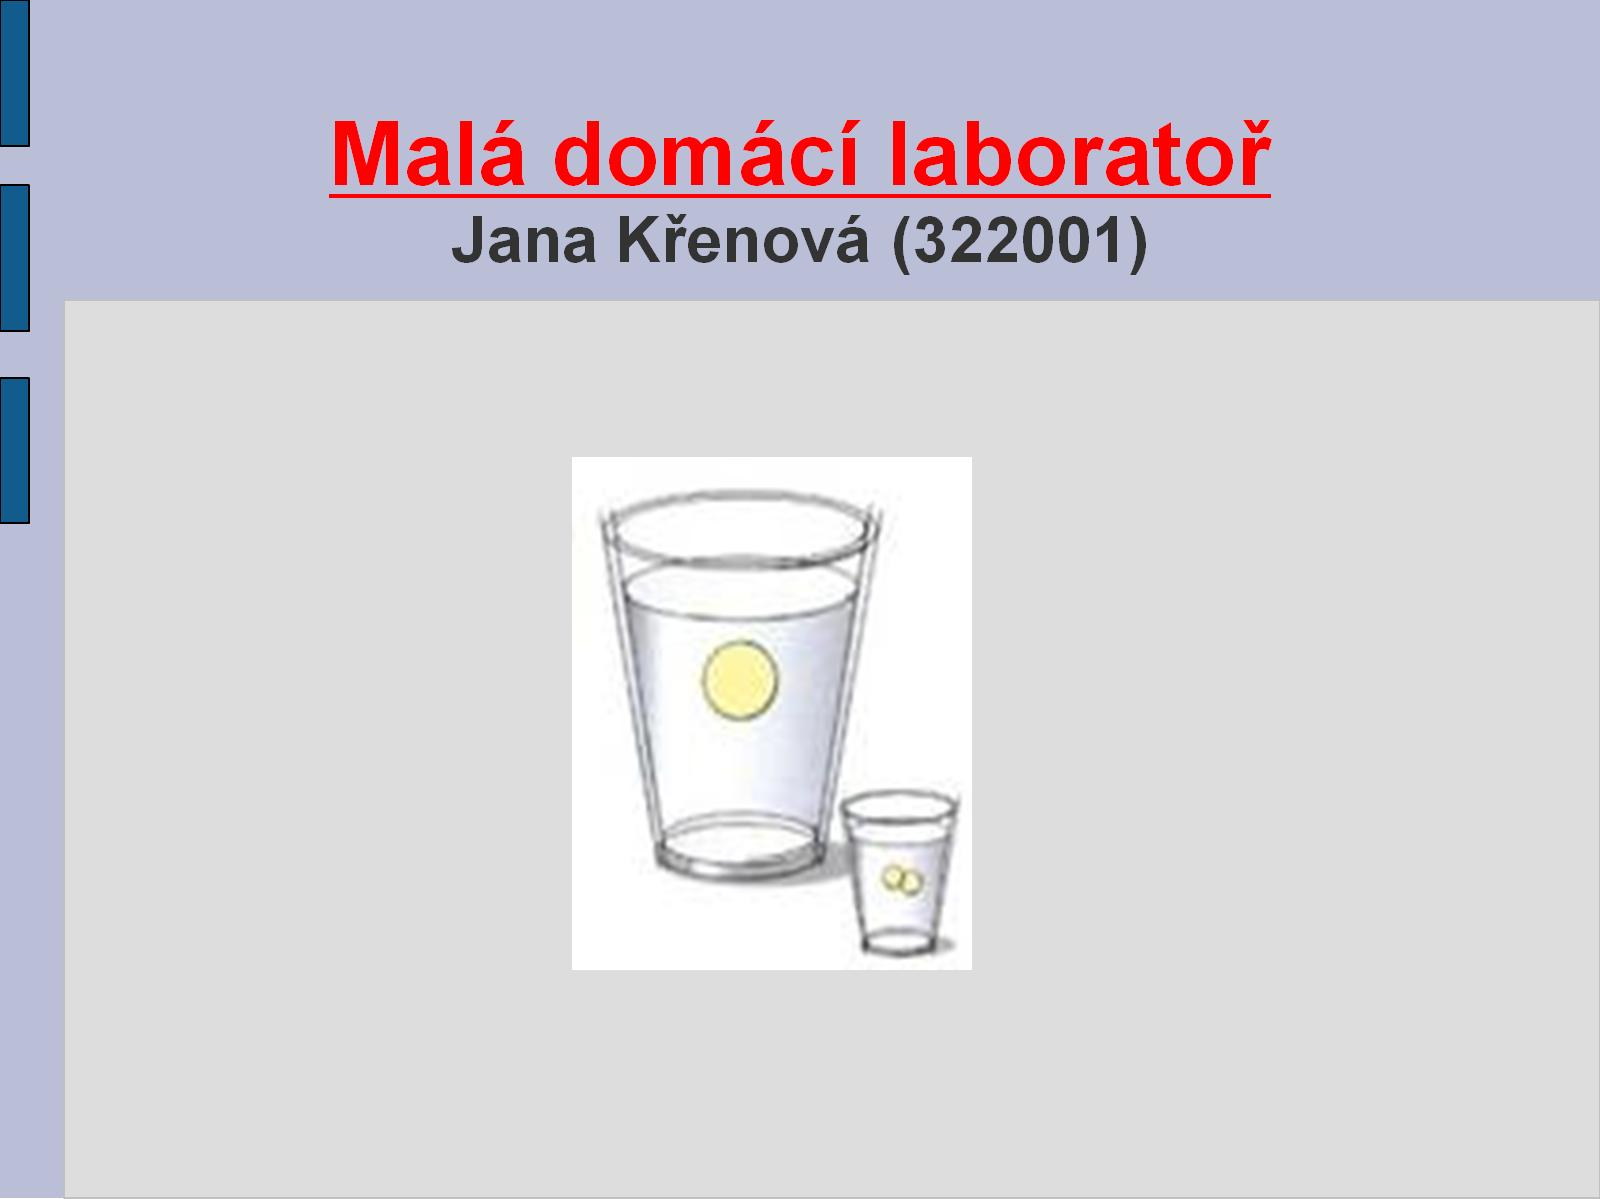 Malá domácí laboratoř
Jana Křenová (322001)